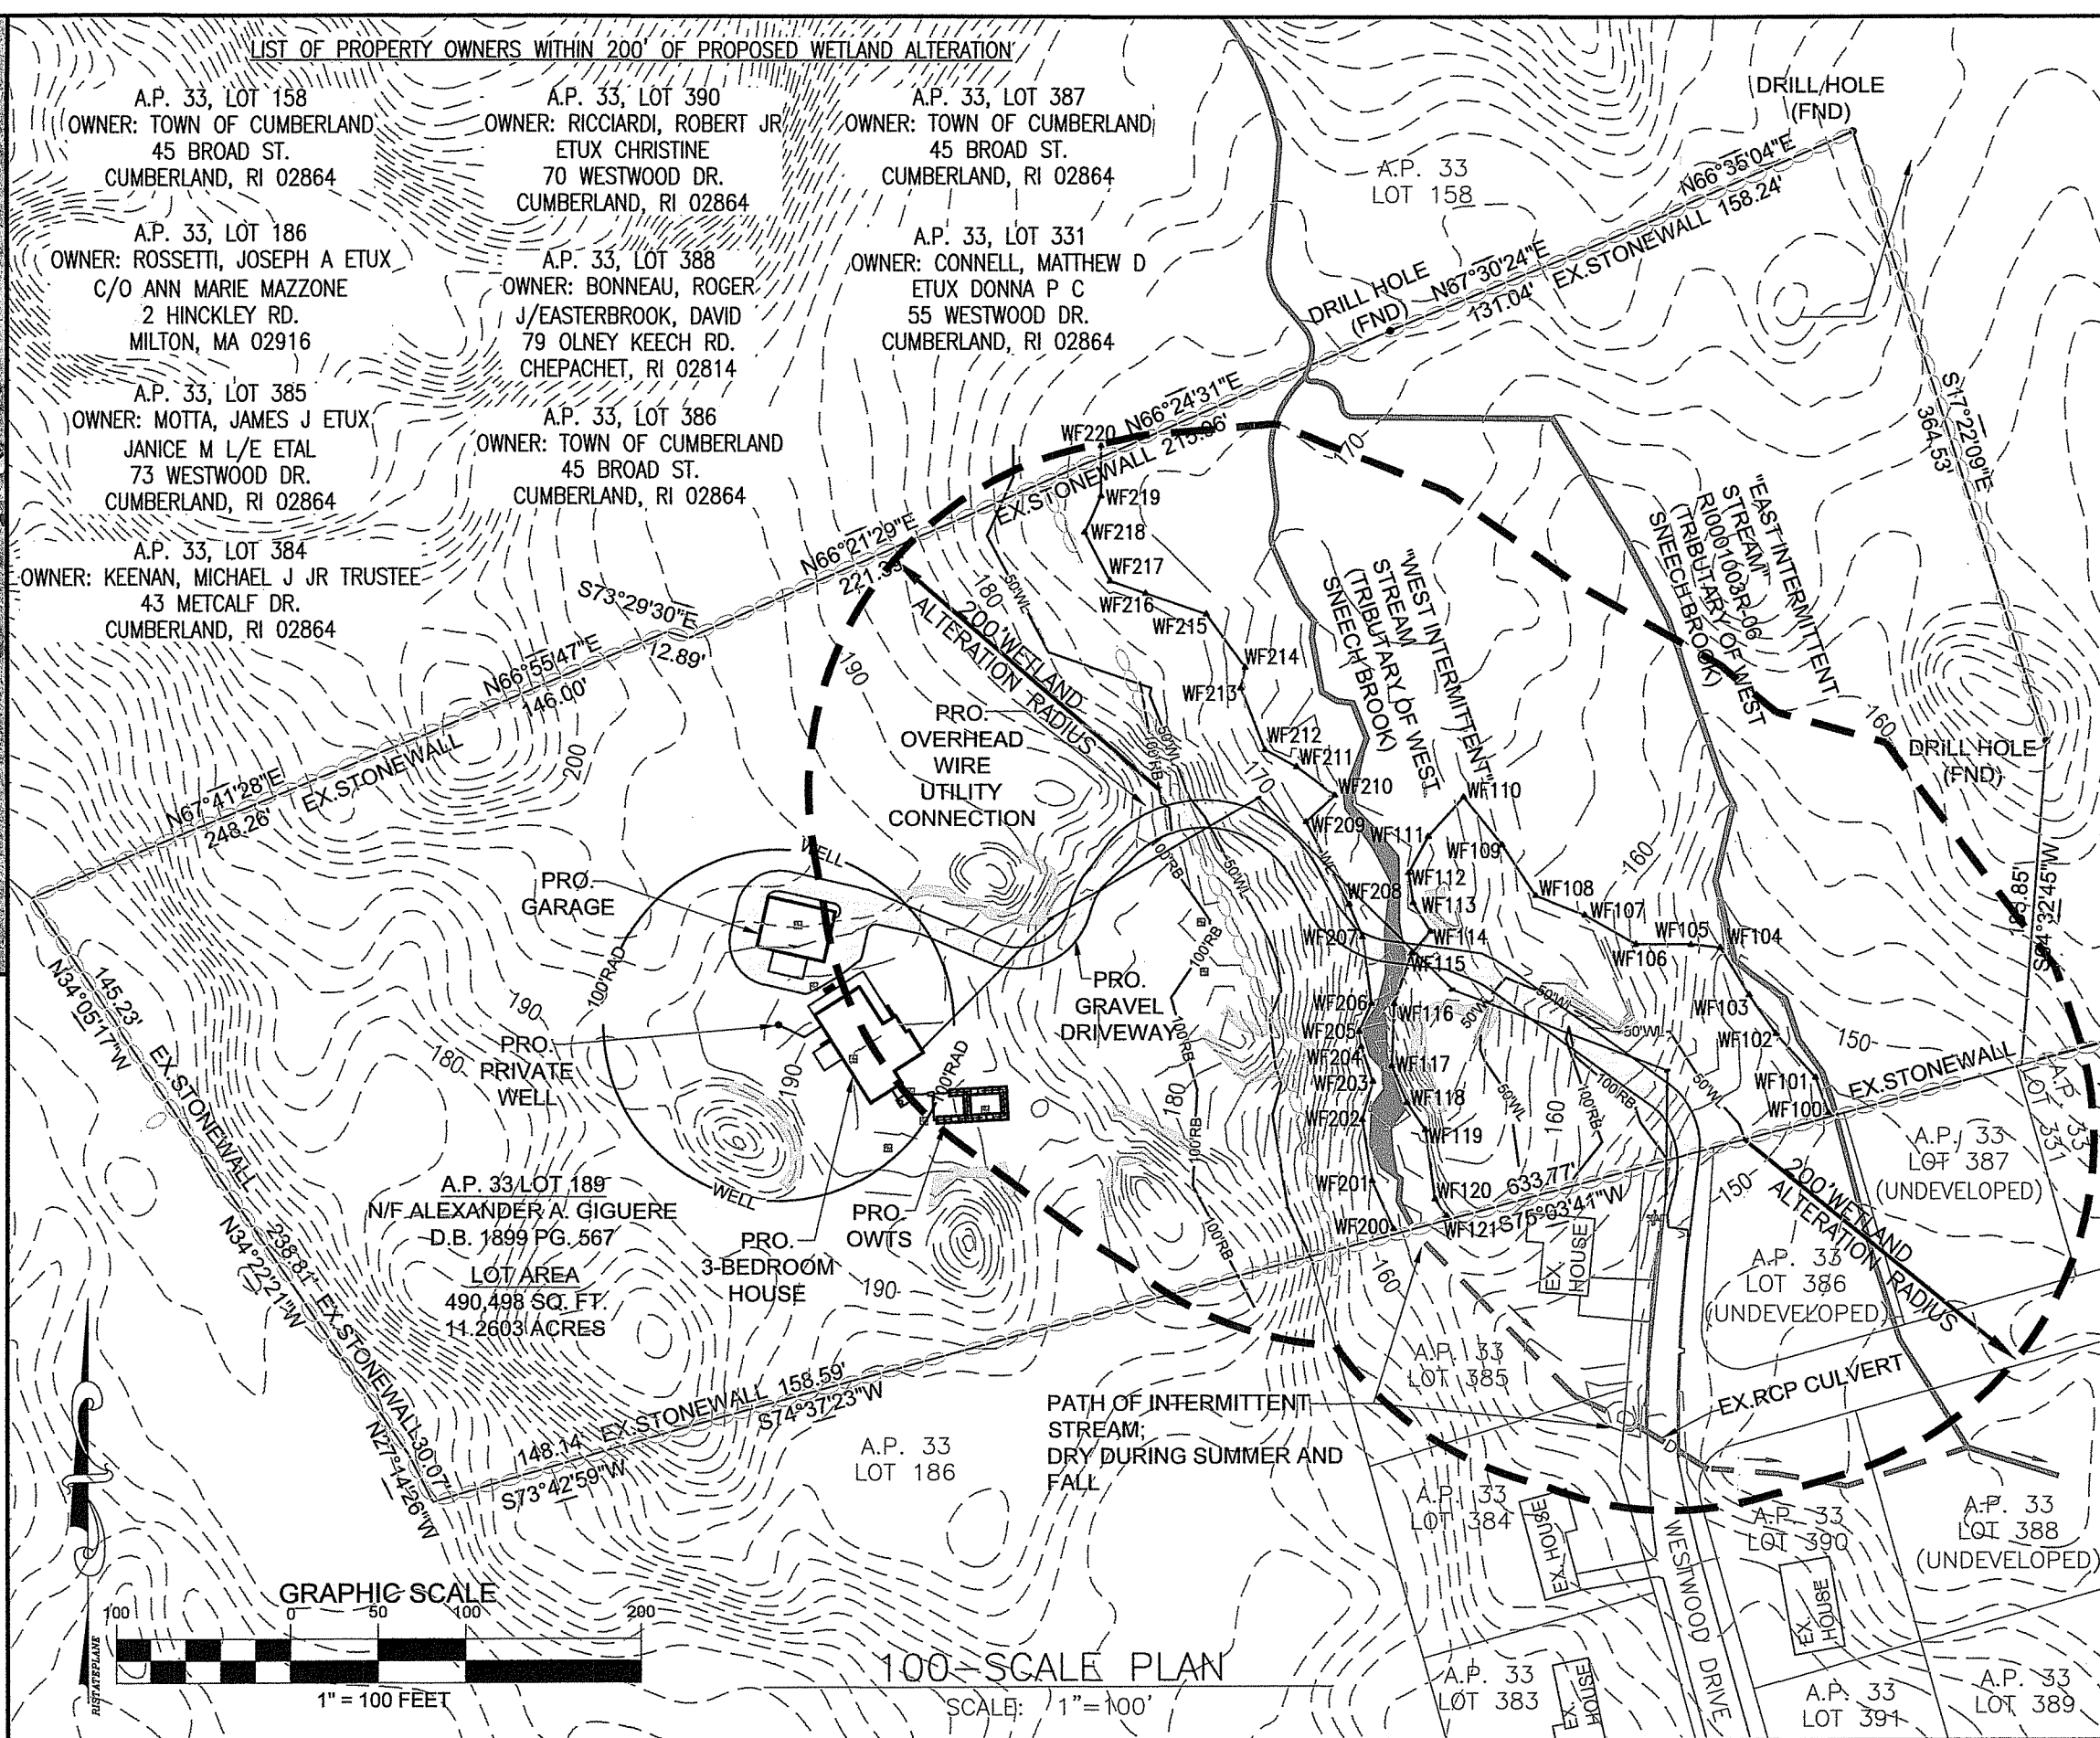 LIST OF PROPERTY OWNERS WITHIN 200' OF PROPOSED WETLAND ALTERATION
A.P. 33, LOT 158
OWNER: TOWN OF CUMBERLAND
45 BROAD ST.
CUMBERLAND, RI 02864
A.P. 33, LOT 186
OWNER: ROSSETTI, JOSEPH A ETUX
C/O ANN MARIE MAZZONE
2 HINCKLEY RD.
MILTON, MA 02916
A.P. 33, LOT 385
OWNER: MOTTA, JAMES J ETUX
JANICE M L/E ETAL
73 WESTWOOD DR.
CUMBERLAND, RI 02864
A.P. 33, LOT 384
OWNER: KEENAN, MICHAEL J JR TRUSTEE
43 METCALF DR.
CUMBERLAND, RI 02864
A.P. 33, LOT 390
OWNER: RICCIARDI, ROBERT JR
ETUX CHRISTINE
70 WESTWOOD DR.
CUMBERLAND, RI 02864
A.P. 33, LOT 388
OWNER: BONNEAU, ROGER
J/EASTERBROOK, DAVID
79 OLNEY KEECH RD.
CHEPACHET, RI 02814
A.P. 33, LOT 386
OWNER: TOWN OF CUMBERLAND
45 BROAD ST.
CUMBERLAND, RI 02864
A.P. 33, LOT 387
OWNER: TOWN OF CUMBERLAND
45 BROAD ST.
CUMBERLAND, RI 02864
A.P. 33, LOT 331
OWNER: CONNELL, MATTHEW D
ETUX DONNA P C
55 WESTWOOD DR.
CUMBERLAND, RI 02864
DRILL HOLE
(FND)
A.P. 33
LOT 158
N66°35'04"E
158.24'
N67°30'24"E
131.04'
EX.STONEWALL
DRILL HOLE
(FND)
N66°24'31"E
215.96'
EX.STONEWALL
N66°21'29"E
S73°29'30"E
12.89'
N66°55'47"E
146.00'
N67°41'28"E
248.26'
EX.STONEWALL
S17°22'09"E
364.53'
DRILL HOLE
(FND)
200' WETLAND
ALTERATION RADIUS
"WEST INTERMITTENT"
STREAM
(TRIBUTARY OF WEST
SNEECH BROOK)
"EAST INTERMITTENT"
STREAM"
RI0001003R-06
(TRIBUTARY OF WEST
SNEECH BROOK)
WF220
WF219
WF218
WF217
WF216
WF215
WF214
WF213
WF212
WF211
WF210
WF209
WF208
WF207
WF206
WF205
WF204
WF203
WF202
WF201
WF200
WF110
WF111
WF109
WF112
WF108
WF113
WF107
WF114
WF105
WF104
WF115
WF106
WF103
WF116
WF102
WF117
WF101
WF118
WF100
WF119
WF120
WF121
170
180
190
200
160
150
50'WL
100'RB
PRO.
OVERHEAD
WIRE
UTILITY
CONNECTION
PRO.
GARAGE
WELL
100'RAD
PRO.
PRIVATE
WELL
PRO.
GRAVEL
DRIVEWAY
PRO.
OWTS
PRO.
3-BEDROOM
HOUSE
WELL
100'RAD
N34°05'17"W
145.23'
EX.STONEWALL
N34°22'21"W
238.81'
EX.STONEWALL
N27°14'26"W
30.07'
A.P. 33 LOT 189
N/F ALEXANDER A. GIGUERE
D.B. 1899 PG. 567
LOT AREA
490,498 SQ. FT.
11.2603 ACRES
148.14'
S73°42'59"W
EX.STONEWALL
158.59'
S74°37'23"W
633.77'
S75°03'41"W
EX.STONEWALL
A.P. 33
LOT 186
PATH OF INTERMITTENT
STREAM;
DRY DURING SUMMER AND
FALL
A.P. 33
LOT 331
A.P. 33
LOT 387
(UNDEVELOPED)
A.P. 33
LOT 386
(UNDEVELOPED)
200' WETLAND
ALTERATION RADIUS
EX.
HOUSE
A.P. 33
LOT 385
EX.RCP CULVERT
D
A.P. 33
LOT 384
EX. HOUSE
WESTWOOD DRIVE
A.P. 33
LOT 390
EX.
HOUSE
A.P. 33
LOT 388
(UNDEVELOPED)
A.P. 33
LOT 383
EX.
HOUSE
A.P. 33
LOT 391
A.P. 33
LOT 389
GRAPHIC SCALE
100 0 50 100 200
1" = 100 FEET
RISTATEPLANE
100-SCALE PLAN
SCALE: 1"=100'